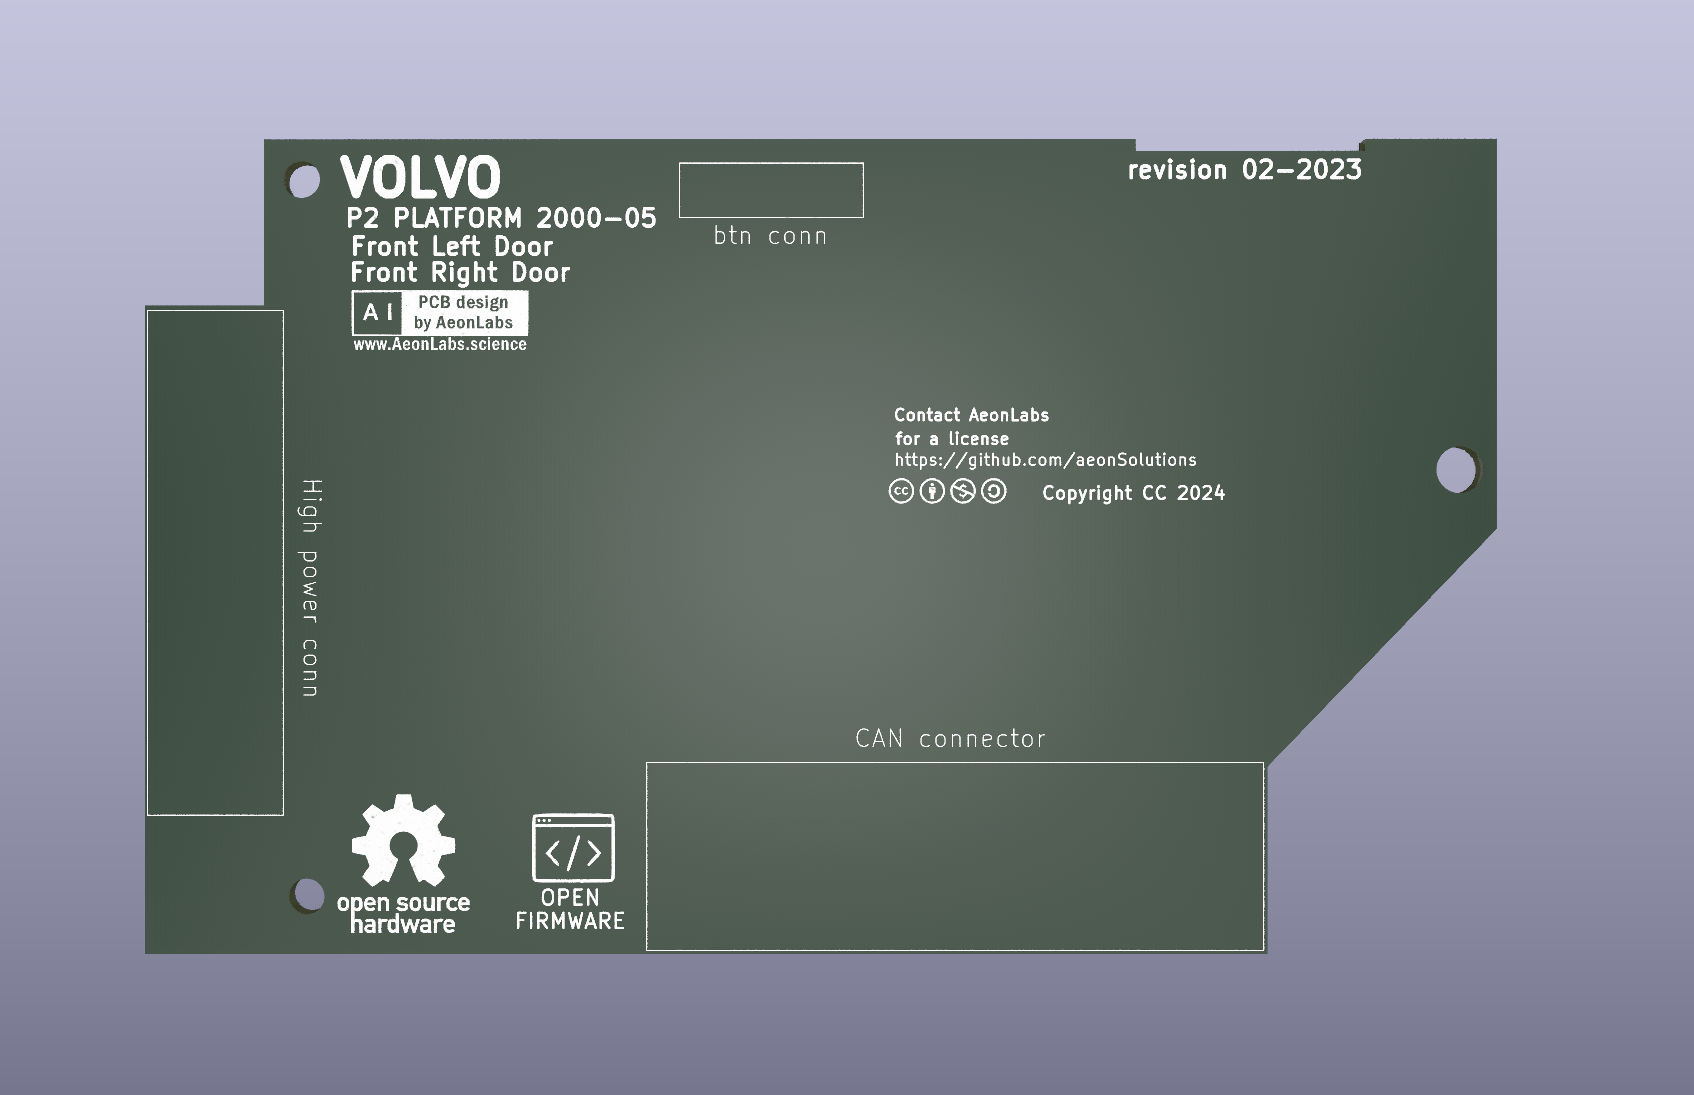 VOLVO
P2 PLATFORM 2000-05
Front Left Door
Front Right Door
AI
PCB design
by AeonLabs
www.AeonLabs.science
btn conn
revision 02-2023
Contact AeonLabs
for a license
https://github.com/aeonSolutions
cc
Copyright CC 2024
High power conn
CAN connector
open source
hardware
</>
OPEN
FIRMWARE